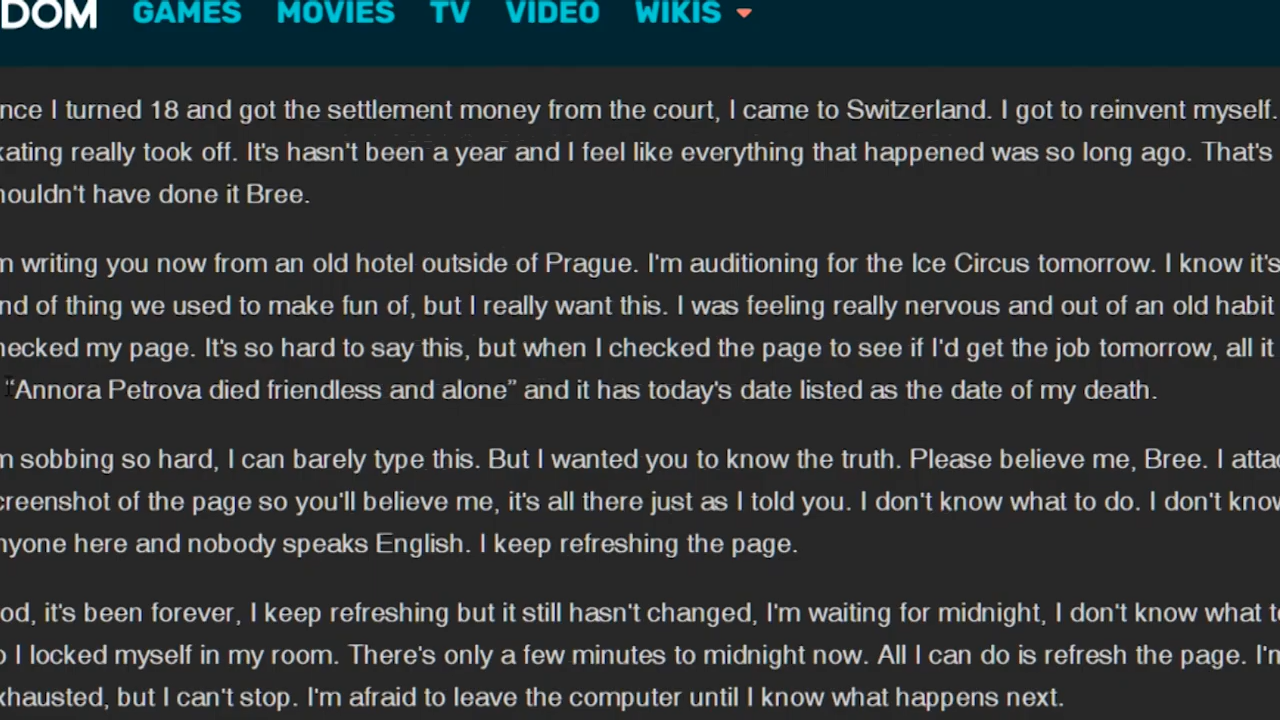 DOM GAMES MOVIES TV VIDEO WIKIS
nce I turned 18 and got the settlement money from the court, I came to Switzerland. I got to reinvent myself.
kating really took off. It's hasn't been a year and I feel like everything that happened was so long ago. That's
houldn't have done it Bree.
m writing you now from an old hotel outside of Prague. I'm auditioning for the Ice Circus tomorrow. I know it's
nd of thing we used to make fun of, but I really want this. I was feeling really nervous and out of an old habit
hecked my page. It's so hard to say this, but when I checked the page to see if I'd get the job tomorrow, all it
“Annora Petrova died friendless and alone” and it has today's date listed as the date of my death.
m sobbing so hard, I can barely type this. But I wanted you to know the truth. Please believe me, Bree. I attac
creenshot of the page so you'll believe me, it's all there just as I told you. I don't know what to do. I don't know
nyone here and nobody speaks English. I keep refreshing the page.
od, it's been forever, I keep refreshing but it still hasn't changed, I'm waiting for midnight, I don't know what to
o I locked myself in my room. There's only a few minutes to midnight now. All I can do is refresh the page. I'm
xhausted, but I can't stop. I'm afraid to leave the computer until I know what happens next.